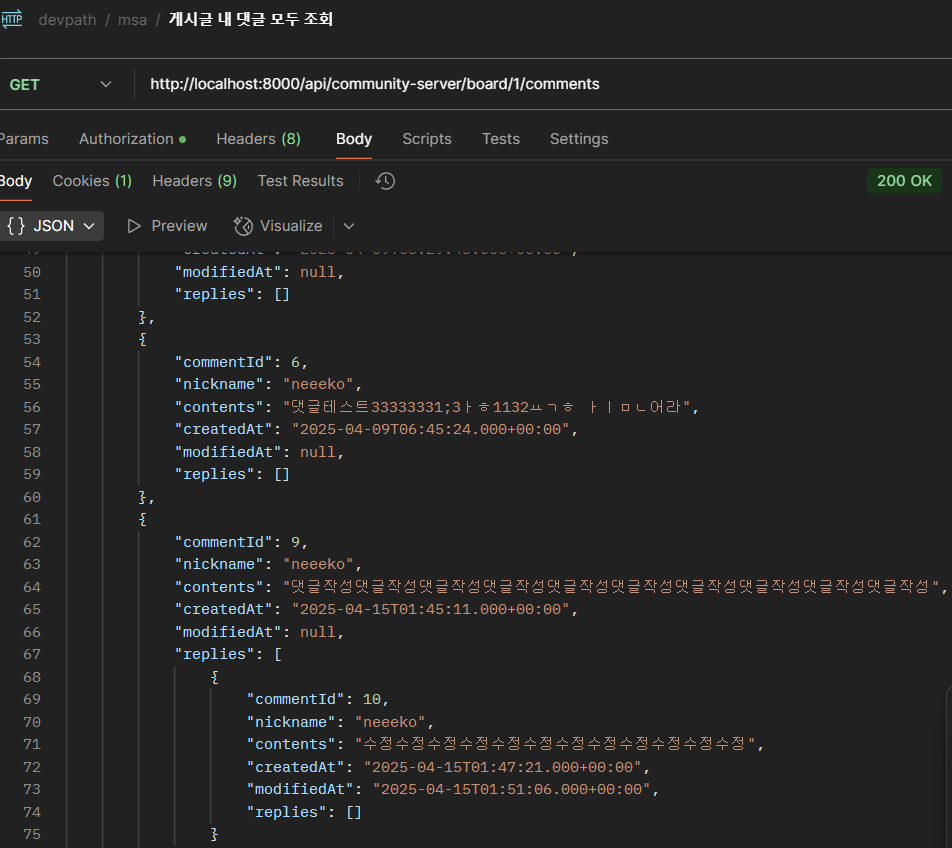 HTTP devpath / msa / 게시글 내 댓글 모두 조회
GET http://localhost:8000/api/community-server/board/1/comments
Params Authorization Headers (8) Body Scripts Tests Settings
Body Cookies (1) Headers (9) Test Results 200 OK
{} JSON Preview Visualize
50 "modifiedAt": null,
51 "replies": []
52 },
53 {
54 "commentId": 6,
55 "nickname": "neeeko",
56 "contents": "댓글테스트33333331;3ㅏㅎ1132ㅛㄱㅎ ㅏㅣㅁㄴ어라",
57 "createdAt": "2025-04-09T06:45:24.000+00:00",
58 "modifiedAt": null,
59 "replies": []
60 },
61 {
62 "commentId": 9,
63 "nickname": "neeeko",
64 "contents": "댓글작성댓글작성댓글작성댓글작성댓글작성댓글작성댓글작성댓글작성댓글작성댓글작성",
65 "createdAt": "2025-04-15T01:45:11.000+00:00",
66 "modifiedAt": null,
67 "replies": [
68 {
69 "commentId": 10,
70 "nickname": "neeeko",
71 "contents": "수정수정수정수정수정수정수정수정수정수정수정수정",
72 "createdAt": "2025-04-15T01:47:21.000+00:00",
73 "modifiedAt": "2025-04-15T01:51:06.000+00:00",
74 "replies": []
75 }